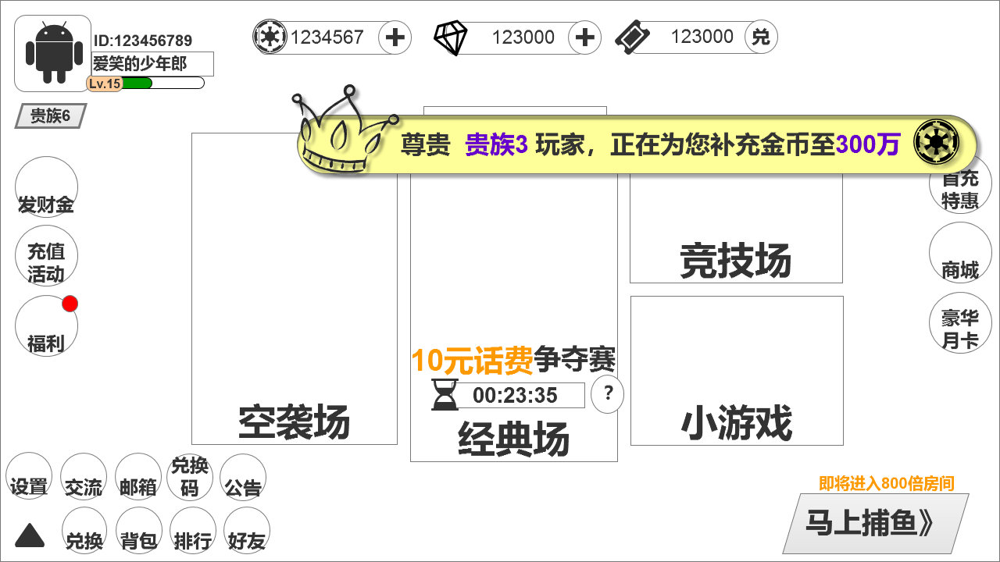 ID:123456789
爱笑的少年郎
Lv.15
贵族6
1234567
123000
123000
兑
尊贵 贵族3 玩家，正在为您补充金币至300万
发财金
充值
活动
福利
首充
特惠
商城
豪华
月卡
竞技场
10元话费争夺赛
00:23:35
?
空袭场
经典场
小游戏
设置
交流
邮箱
兑换
码
公告
兑换
背包
排行
好友
即将进入800倍房间
马上捕鱼》